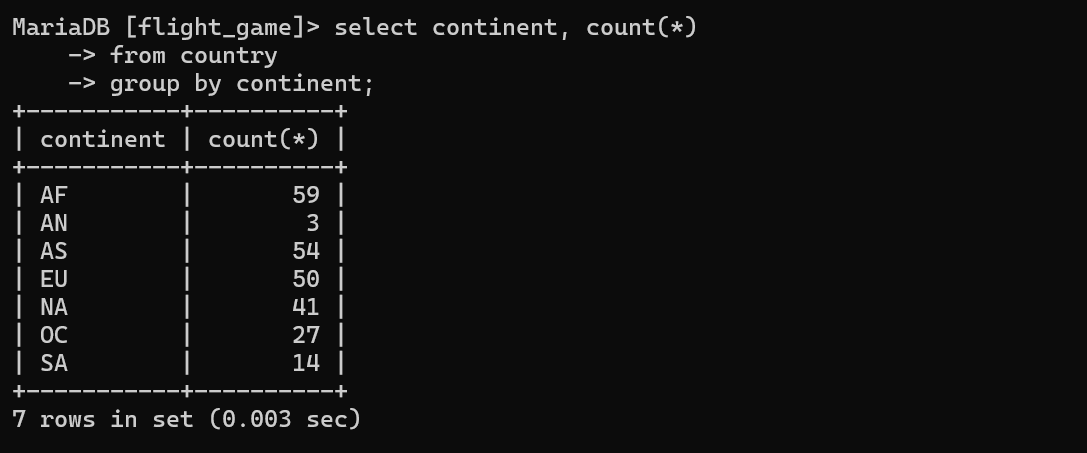 MariaDB [flight_game]> select continent, count(*)
    -> from country
    -> group by continent;
+-----------+----------+
| continent | count(*) |
+-----------+----------+
| AF        |       59 |
| AN        |        3 |
| AS        |       54 |
| EU        |       50 |
| NA        |       41 |
| OC        |       27 |
| SA        |       14 |
+-----------+----------+
7 rows in set (0.003 sec)